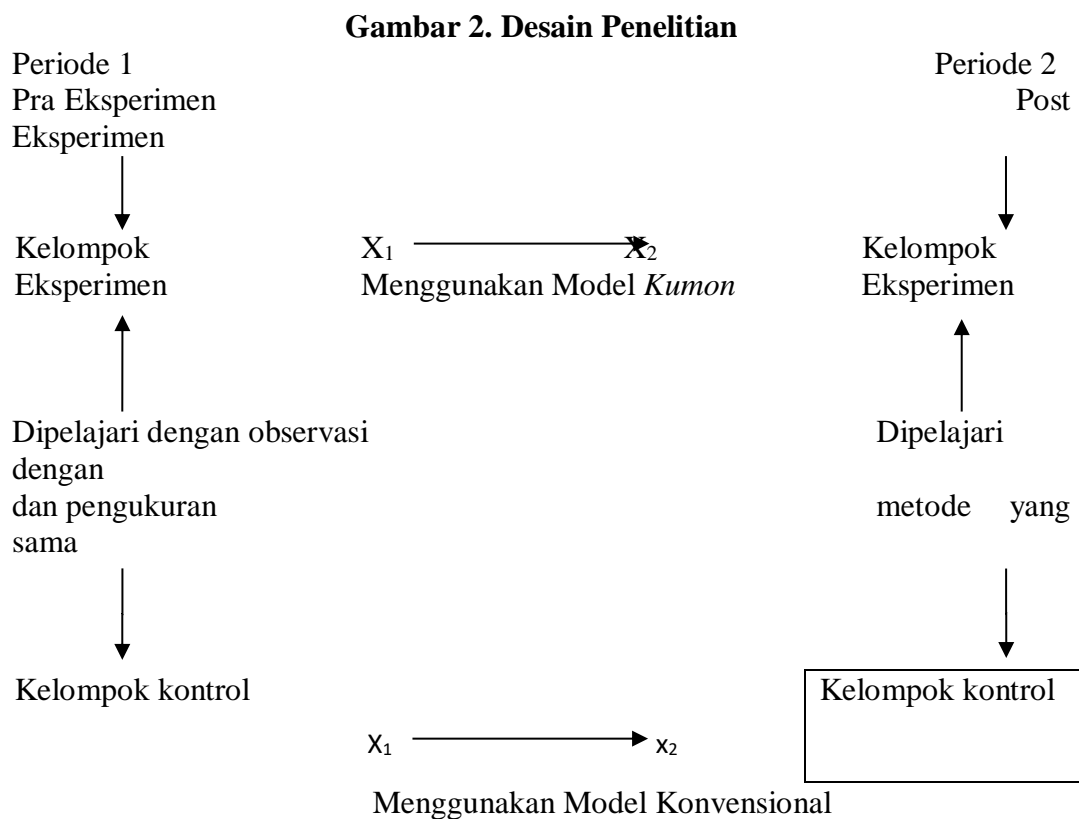 Gambar 2. Desain Penelitian
Periode 1 Periode 2
Pra Eksperimen Post
Eksperimen
Kelompok X₁ X₂ Kelompok
Eksperimen Menggunakan Model Kumon Eksperimen
Dipelajari dengan observasi Dipelajari
dengan
dan pengukuran metode yang
sama
Kelompok kontrol Kelompok kontrol
X₁ x₂
Menggunakan Model Konvensional